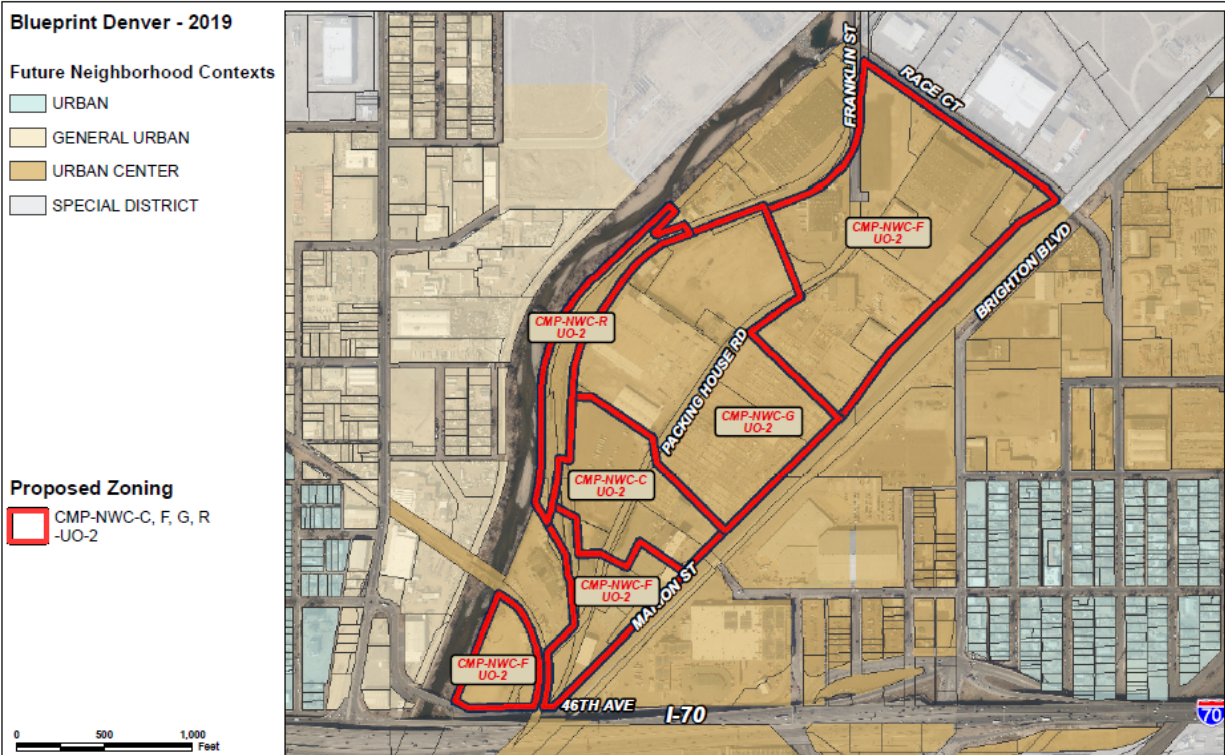 Blueprint Denver - 2019
Future Neighborhood Contexts
URBAN
GENERAL URBAN
URBAN CENTER
SPECIAL DISTRICT
Proposed Zoning
CMP-NWC-C, F, G, R
-UO-2
0 500 1,000
Feet
FRANKLIN ST
RACE CT
CMP-NWC-F
UO-2
BRIGHTON BLVD
CMP-NWC-R
UO-2
PACKING HOUSE RD
CMP-NWC-G
UO-2
CMP-NWC-C
UO-2
CMP-NWC-F
UO-2
MARION ST
CMP-NWC-F
UO-2
46TH AVE
I-70
70